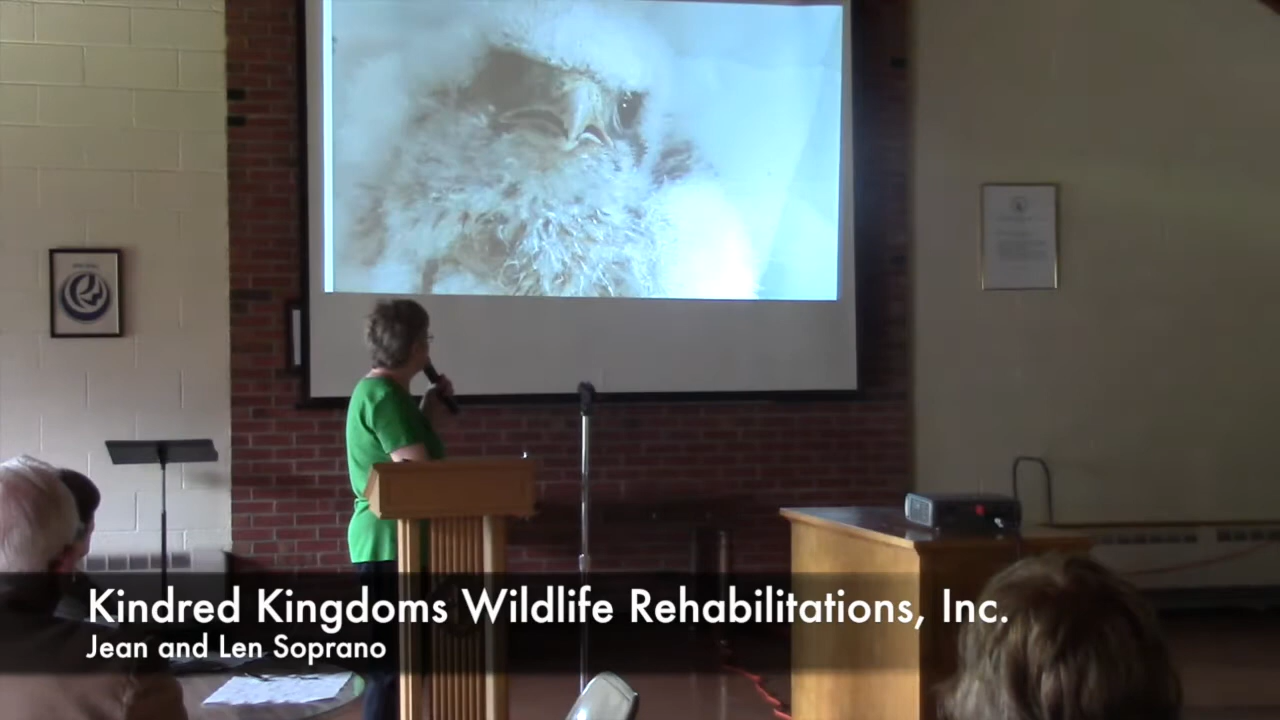 Kindred Kingdoms Wildlife Rehabilitations, Inc.
Jean and Len Soprano